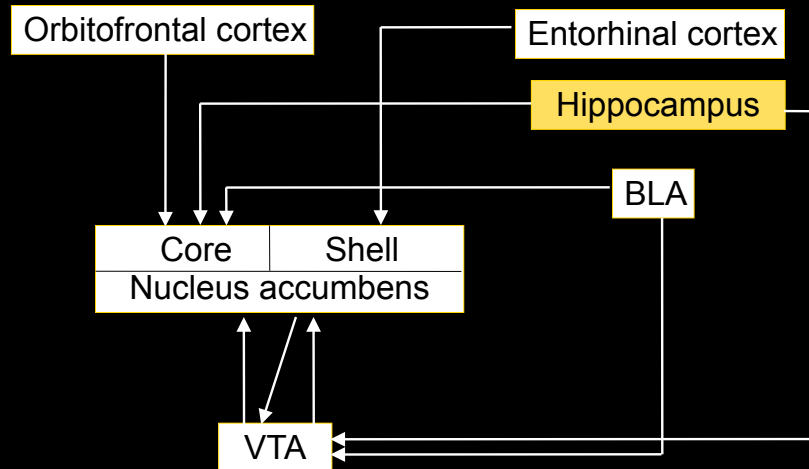 Orbitofrontal cortex
Entorhinal cortex
Hippocampus
BLA
Core
Shell
Nucleus accumbens
VTA